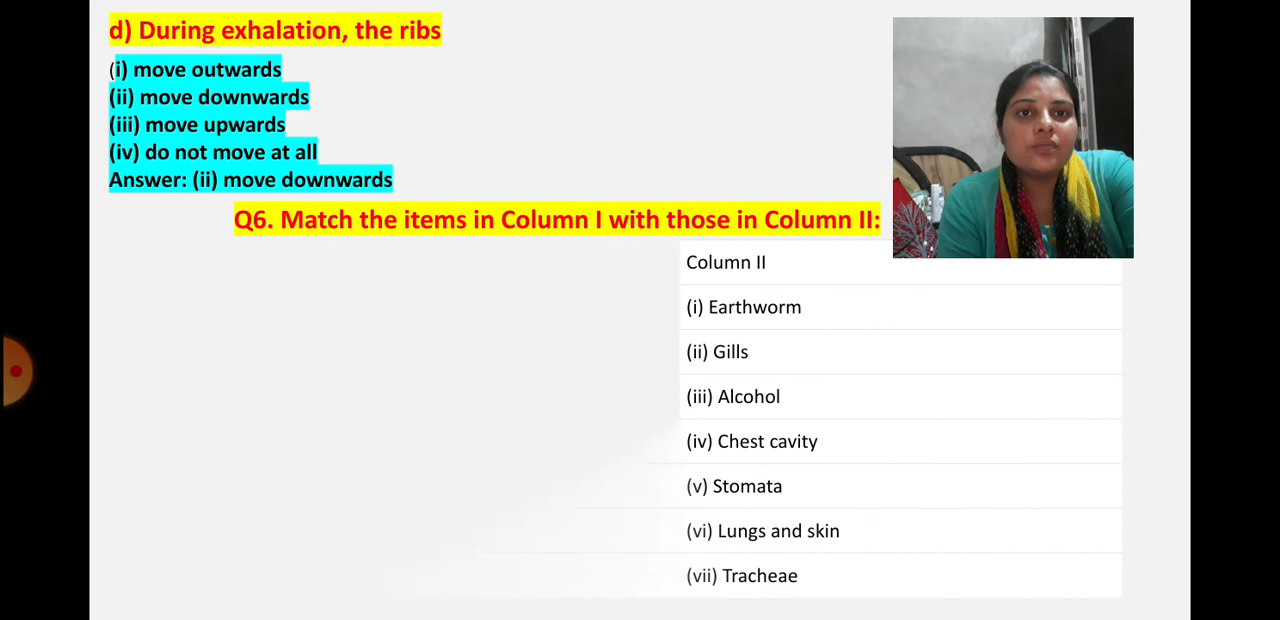 d) During exhalation, the ribs
(i) move outwards
(ii) move downwards
(iii) move upwards
(iv) do not move at all
Answer: (ii) move downwards
Q6. Match the items in Column I with those in Column II:
Column II
(i) Earthworm
(ii) Gills
(iii) Alcohol
(iv) Chest cavity
(v) Stomata
(vi) Lungs and skin
(vii) Tracheae